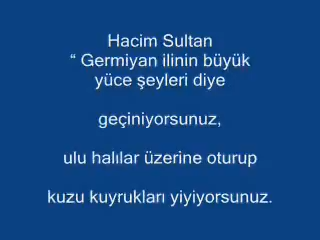 Hacim Sultan
“ Germiyan ilinin büyük
yüce şeyleri diye
geçiniyorsunuz,
ulu halılar üzerine oturup
kuzu kuyrukları yiyiyorsunuz.